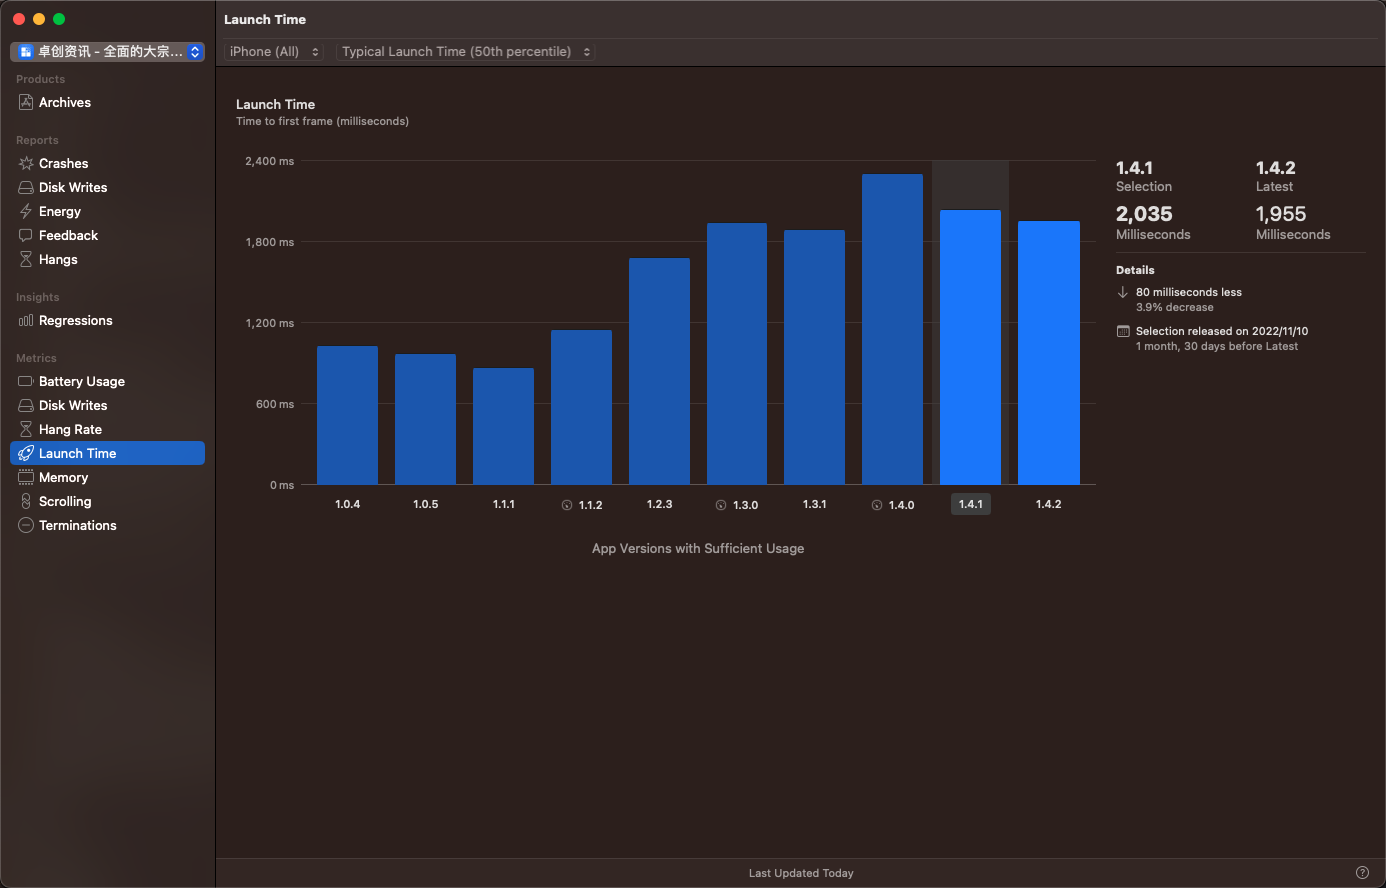 Launch Time
卓创资讯 - 全面的大宗...
iPhone (All)
Typical Launch Time (50th percentile)
Products
Archives
Reports
Crashes
Disk Writes
Energy
Feedback
Hangs
Insights
Regressions
Metrics
Battery Usage
Disk Writes
Hang Rate
Launch Time
Memory
Scrolling
Terminations
Launch Time
Time to first frame (milliseconds)
2,400 ms
1,800 ms
1,200 ms
600 ms
0 ms
1.0.4 1.0.5 1.1.1 1.1.2 1.2.3 1.3.0 1.3.1 1.4.0 1.4.1 1.4.2
App Versions with Sufficient Usage
1.4.1 1.4.2
Selection Latest
2,035 1,955
Milliseconds Milliseconds
Details
80 milliseconds less
3.9% decrease
Selection released on 2022/11/10
1 month, 30 days before Latest
Last Updated Today
?